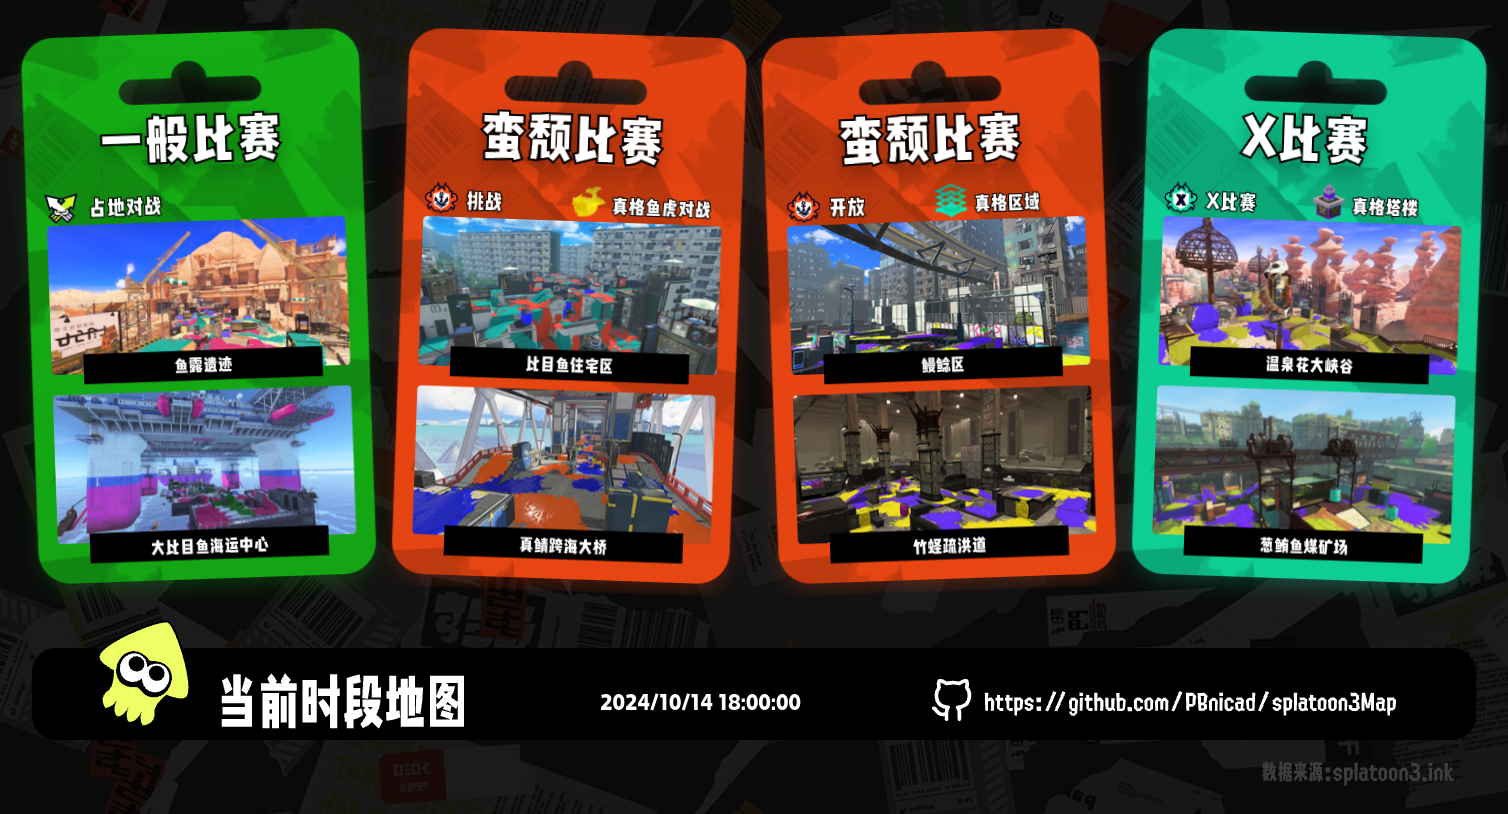 一般比赛
占地对战
鱼露遗迹
大比目鱼海运中心
蛮颓比赛
挑战
真格鱼虎对战
比目鱼住宅区
真鲭跨海大桥
蛮颓比赛
开放
真格区域
鳗鲶区
竹蛏疏洪道
X比赛
X比赛
真格塔楼
温泉花大峡谷
葱鲔鱼煤矿场
当前时段地图
2024/10/14 18:00:00
https://github.com/PBnicad/splatoon3Map
数据来源:splatoon3.ink